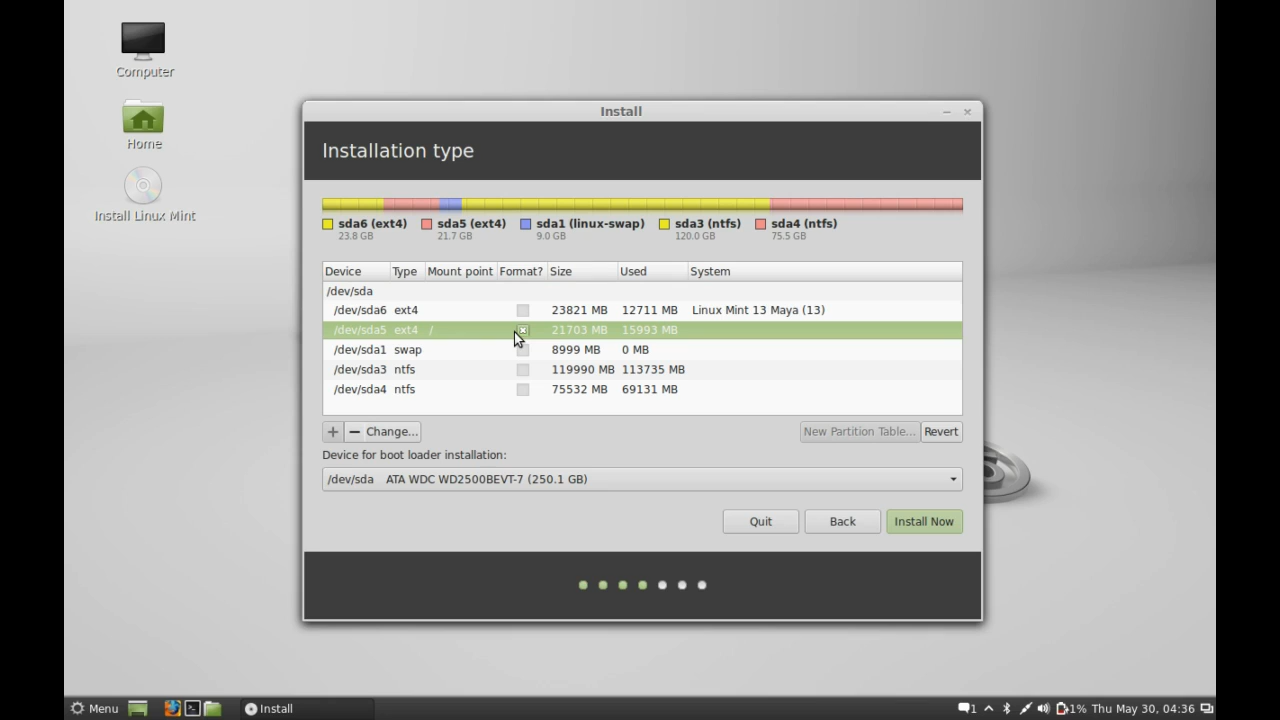 Computer
Home
Install Linux Mint
Install
Installation type
sda6 (ext4) sda5 (ext4) sda1 (linux-swap) sda3 (ntfs) sda4 (ntfs)
23.8 GB 21.7 GB 9.0 GB 120.0 GB 75.5 GB
Device Type Mount point Format? Size Used System
/dev/sda
/dev/sda6 ext4 23821 MB 12711 MB Linux Mint 13 Maya (13)
/dev/sda5 ext4 / 21703 MB 15993 MB
/dev/sda1 swap 8999 MB 0 MB
/dev/sda3 ntfs 119990 MB 113735 MB
/dev/sda4 ntfs 75532 MB 69131 MB
+ − Change... New Partition Table... Revert
Device for boot loader installation:
/dev/sda ATA WDC WD2500BEVT-7 (250.1 GB)
Quit Back Install Now
Menu Install 1 1% Thu May 30, 04:36